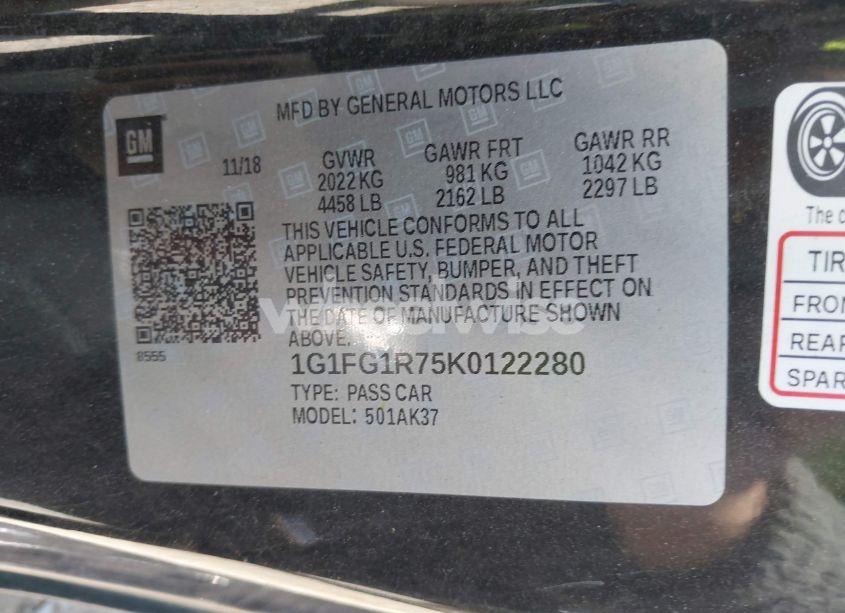 MFD BY GENERAL MOTORS LLC
GM
11/18
GVWR GAWR FRT GAWR RR
2022 KG 981 KG 1042 KG
4458 LB 2162 LB 2297 LB
THIS VEHICLE CONFORMS TO ALL
APPLICABLE U.S. FEDERAL MOTOR
VEHICLE SAFETY, BUMPER, AND THEFT
PREVENTION STANDARDS IN EFFECT ON
THE DATE OF MANUFACTURE SHOWN
ABOVE.
8555
1G1FG1R75K0122280
TYPE: PASS CAR
MODEL: 501AK37
The c
TIR
FRON
REAR
SPAR